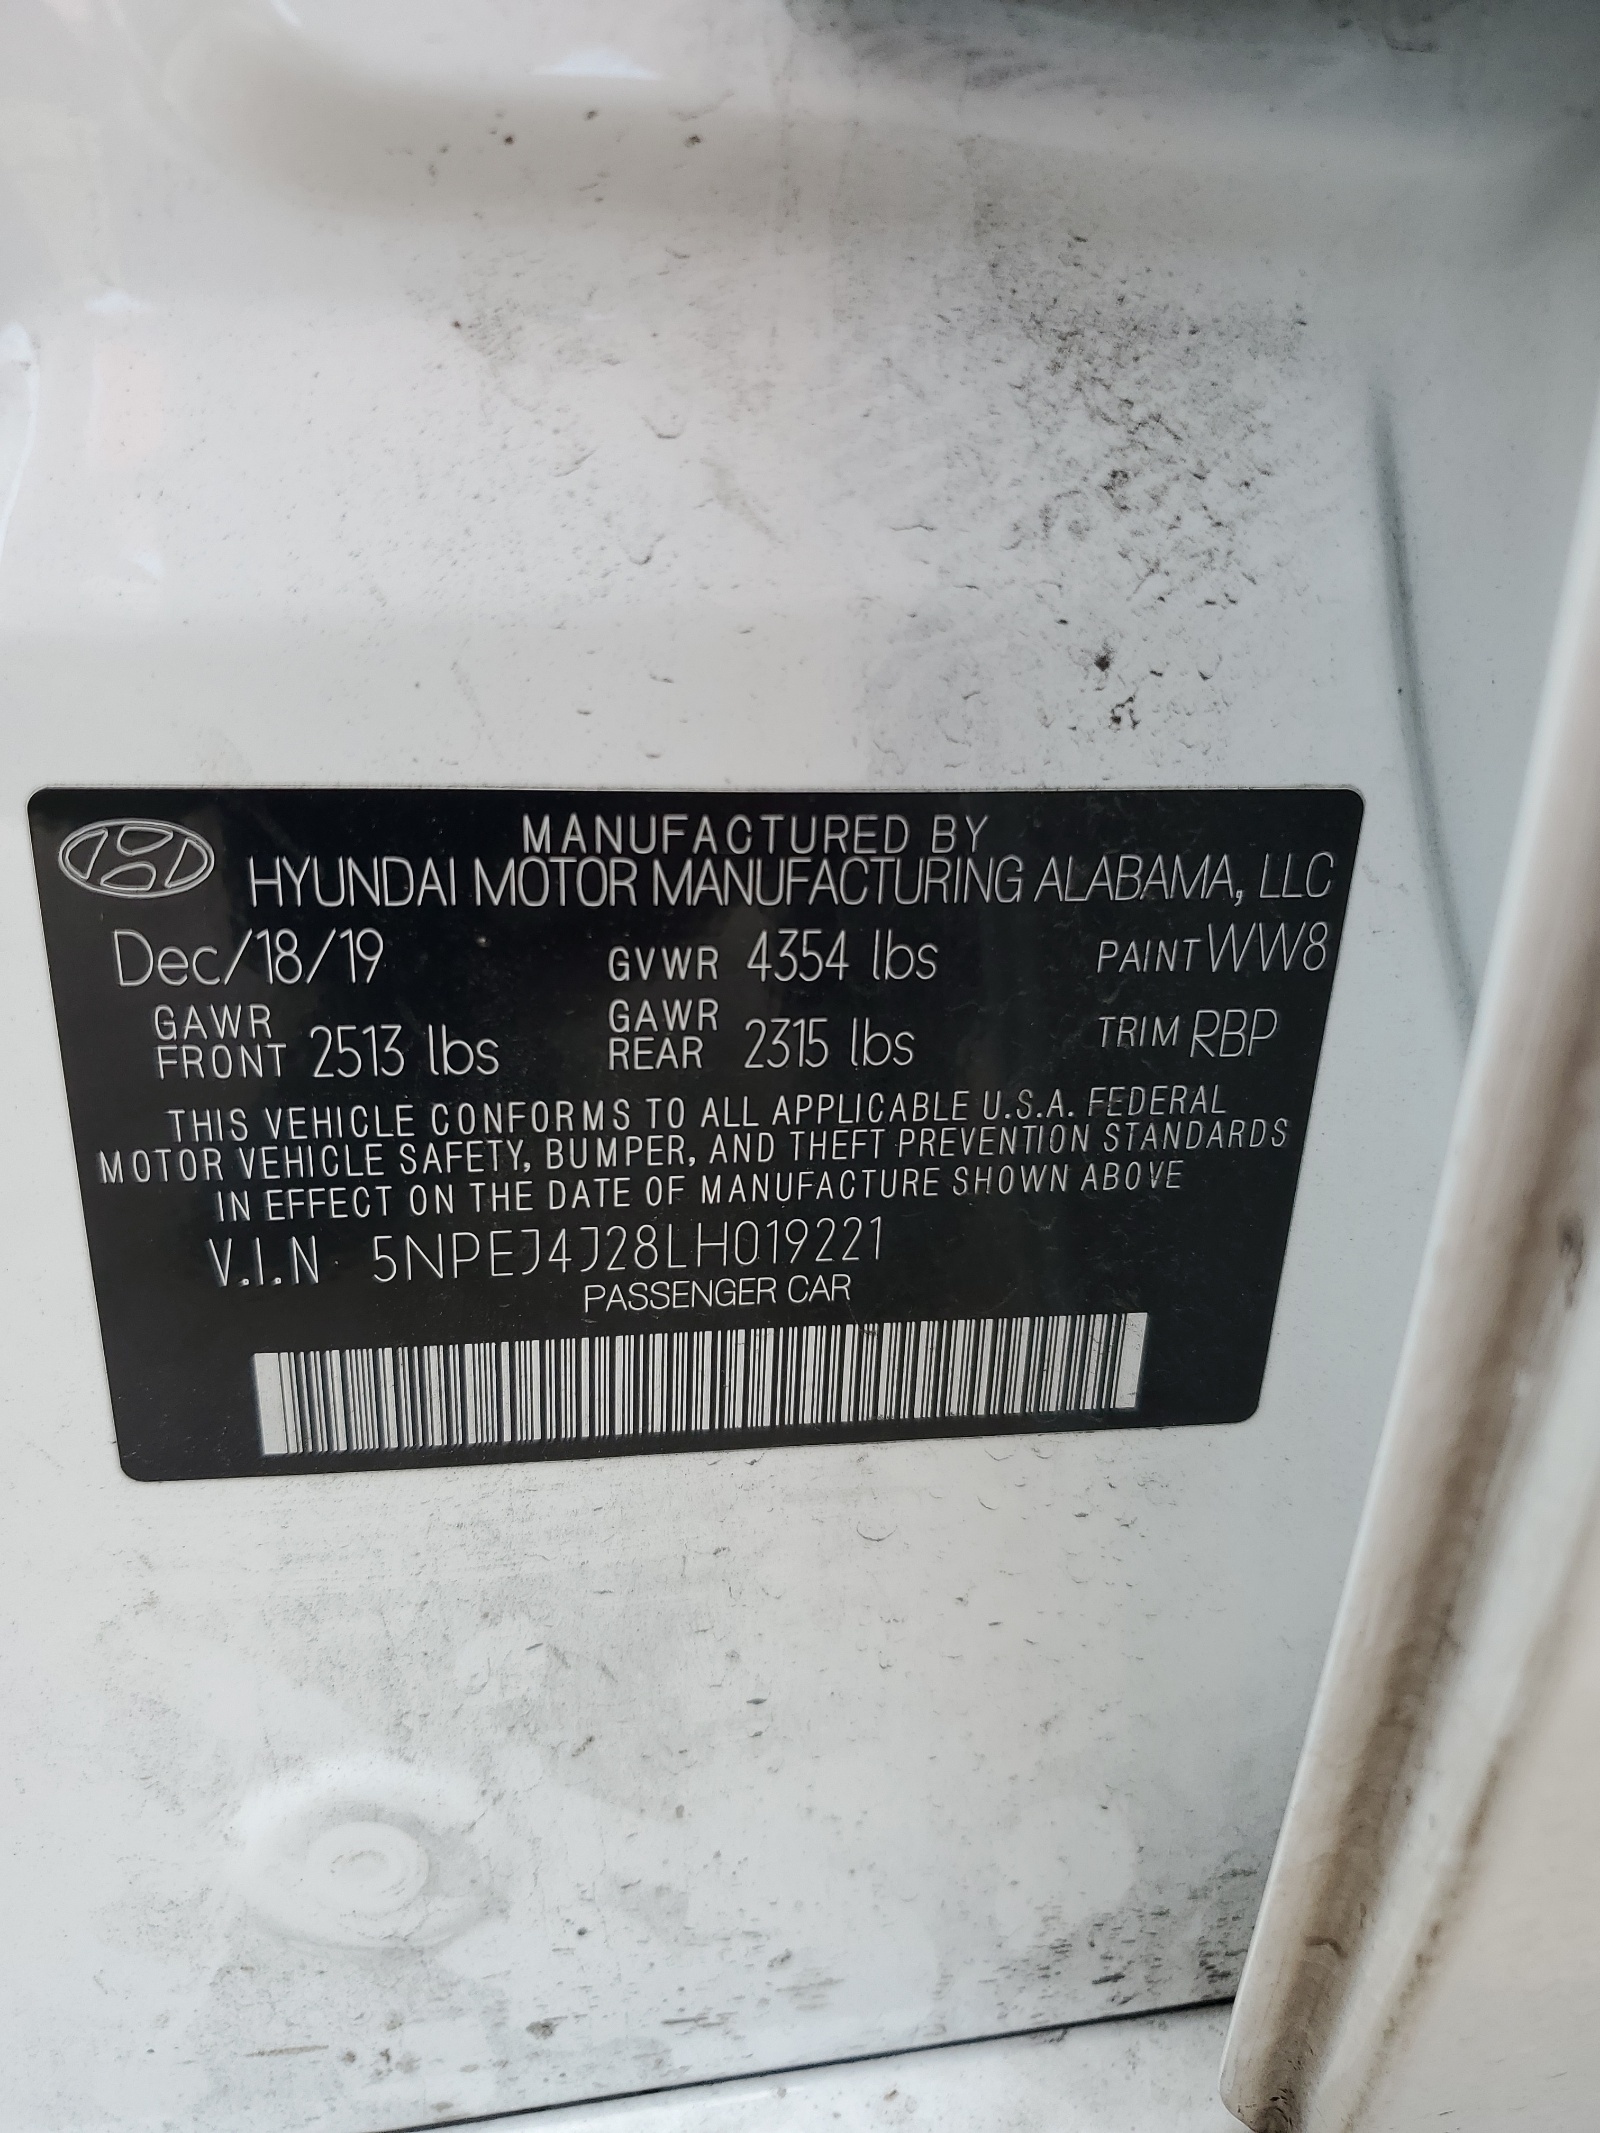 MANUFACTURED BY
HYUNDAI MOTOR MANUFACTURING ALABAMA, LLC
Dec/18/19 GVWR 4354 lbs PAINT WW8
GAWR FRONT 2513 lbs GAWR REAR 2315 lbs TRIM RBP
THIS VEHICLE CONFORMS TO ALL APPLICABLE U.S.A. FEDERAL
MOTOR VEHICLE SAFETY, BUMPER, AND THEFT PREVENTION STANDARDS
IN EFFECT ON THE DATE OF MANUFACTURE SHOWN ABOVE
V.I.N 5NPEJ4J28LH019221
PASSENGER CAR